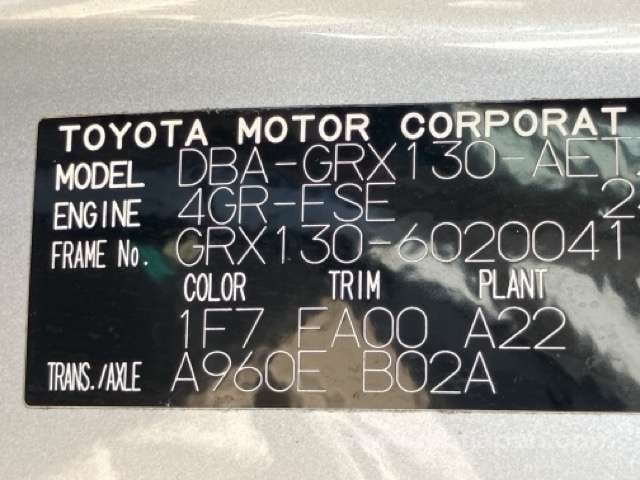 TOYOTA MOTOR CORPORAT
MODEL DBA-GRX130-AET
ENGINE 4GR-FSE 2
FRAME No. GRX130-6020041
COLOR TRIM PLANT
1F7 FA00 A22
TRANS./AXLE A960E B02A